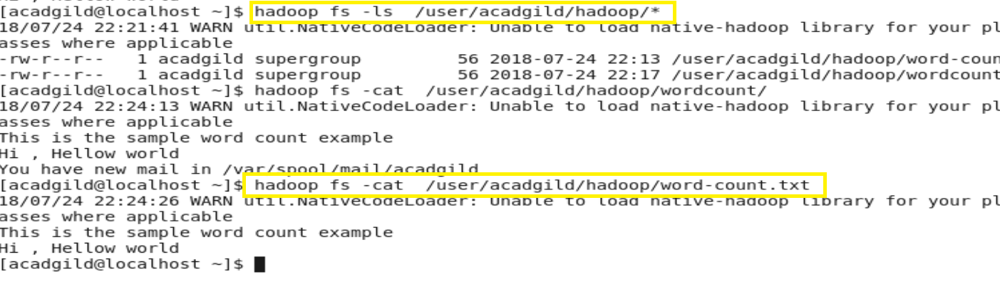 [acadgild@localhost ~]$ hadoop fs -ls  /user/acadgild/hadoop/*
18/07/24 22:21:41 WARN util.NativeCodeLoader: Unable to load native-hadoop library for your pl
asses where applicable
-rw-r--r--   1 acadgild supergroup         56 2018-07-24 22:13 /user/acadgild/hadoop/word-coun
-rw-r--r--   1 acadgild supergroup         56 2018-07-24 22:17 /user/acadgild/hadoop/wordcount
[acadgild@localhost ~]$ hadoop fs -cat  /user/acadgild/hadoop/wordcount/
18/07/24 22:24:13 WARN util.NativeCodeLoader: Unable to load native-hadoop library for your pl
asses where applicable
This is the sample word count example
Hi , Hellow world
You have new mail in /var/spool/mail/acadgild
[acadgild@localhost ~]$ hadoop fs -cat  /user/acadgild/hadoop/word-count.txt
18/07/24 22:24:26 WARN util.NativeCodeLoader: Unable to load native-hadoop library for your pl
asses where applicable
This is the sample word count example
Hi , Hellow world
[acadgild@localhost ~]$